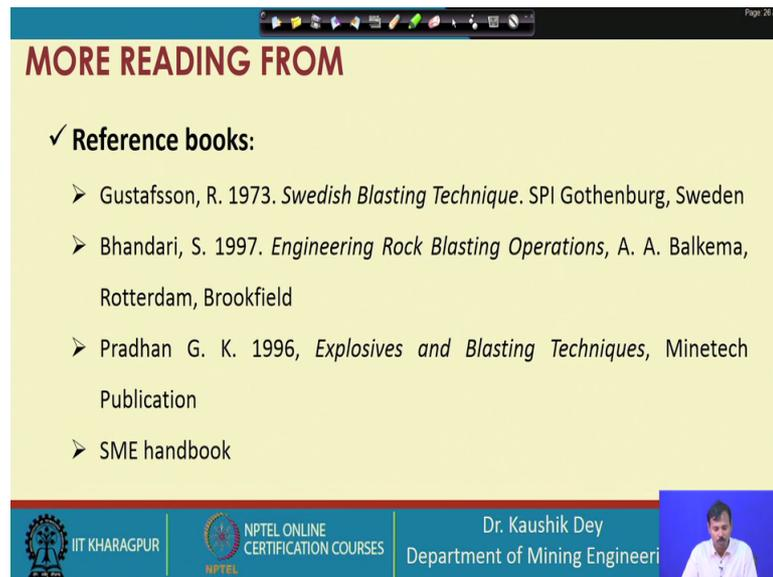 Page: 26
MORE READING FROM
✓ Reference books:
➢ Gustafsson, R. 1973. Swedish Blasting Technique. SPI Gothenburg, Sweden
➢ Bhandari, S. 1997. Engineering Rock Blasting Operations, A. A. Balkema,
Rotterdam, Brookfield
➢ Pradhan G. K. 1996, Explosives and Blasting Techniques, Minetech
Publication
➢ SME handbook
IIT KHARAGPUR
NPTEL
NPTEL ONLINE
CERTIFICATION COURSES
Dr. Kaushik Dey
Department of Mining Engineeri